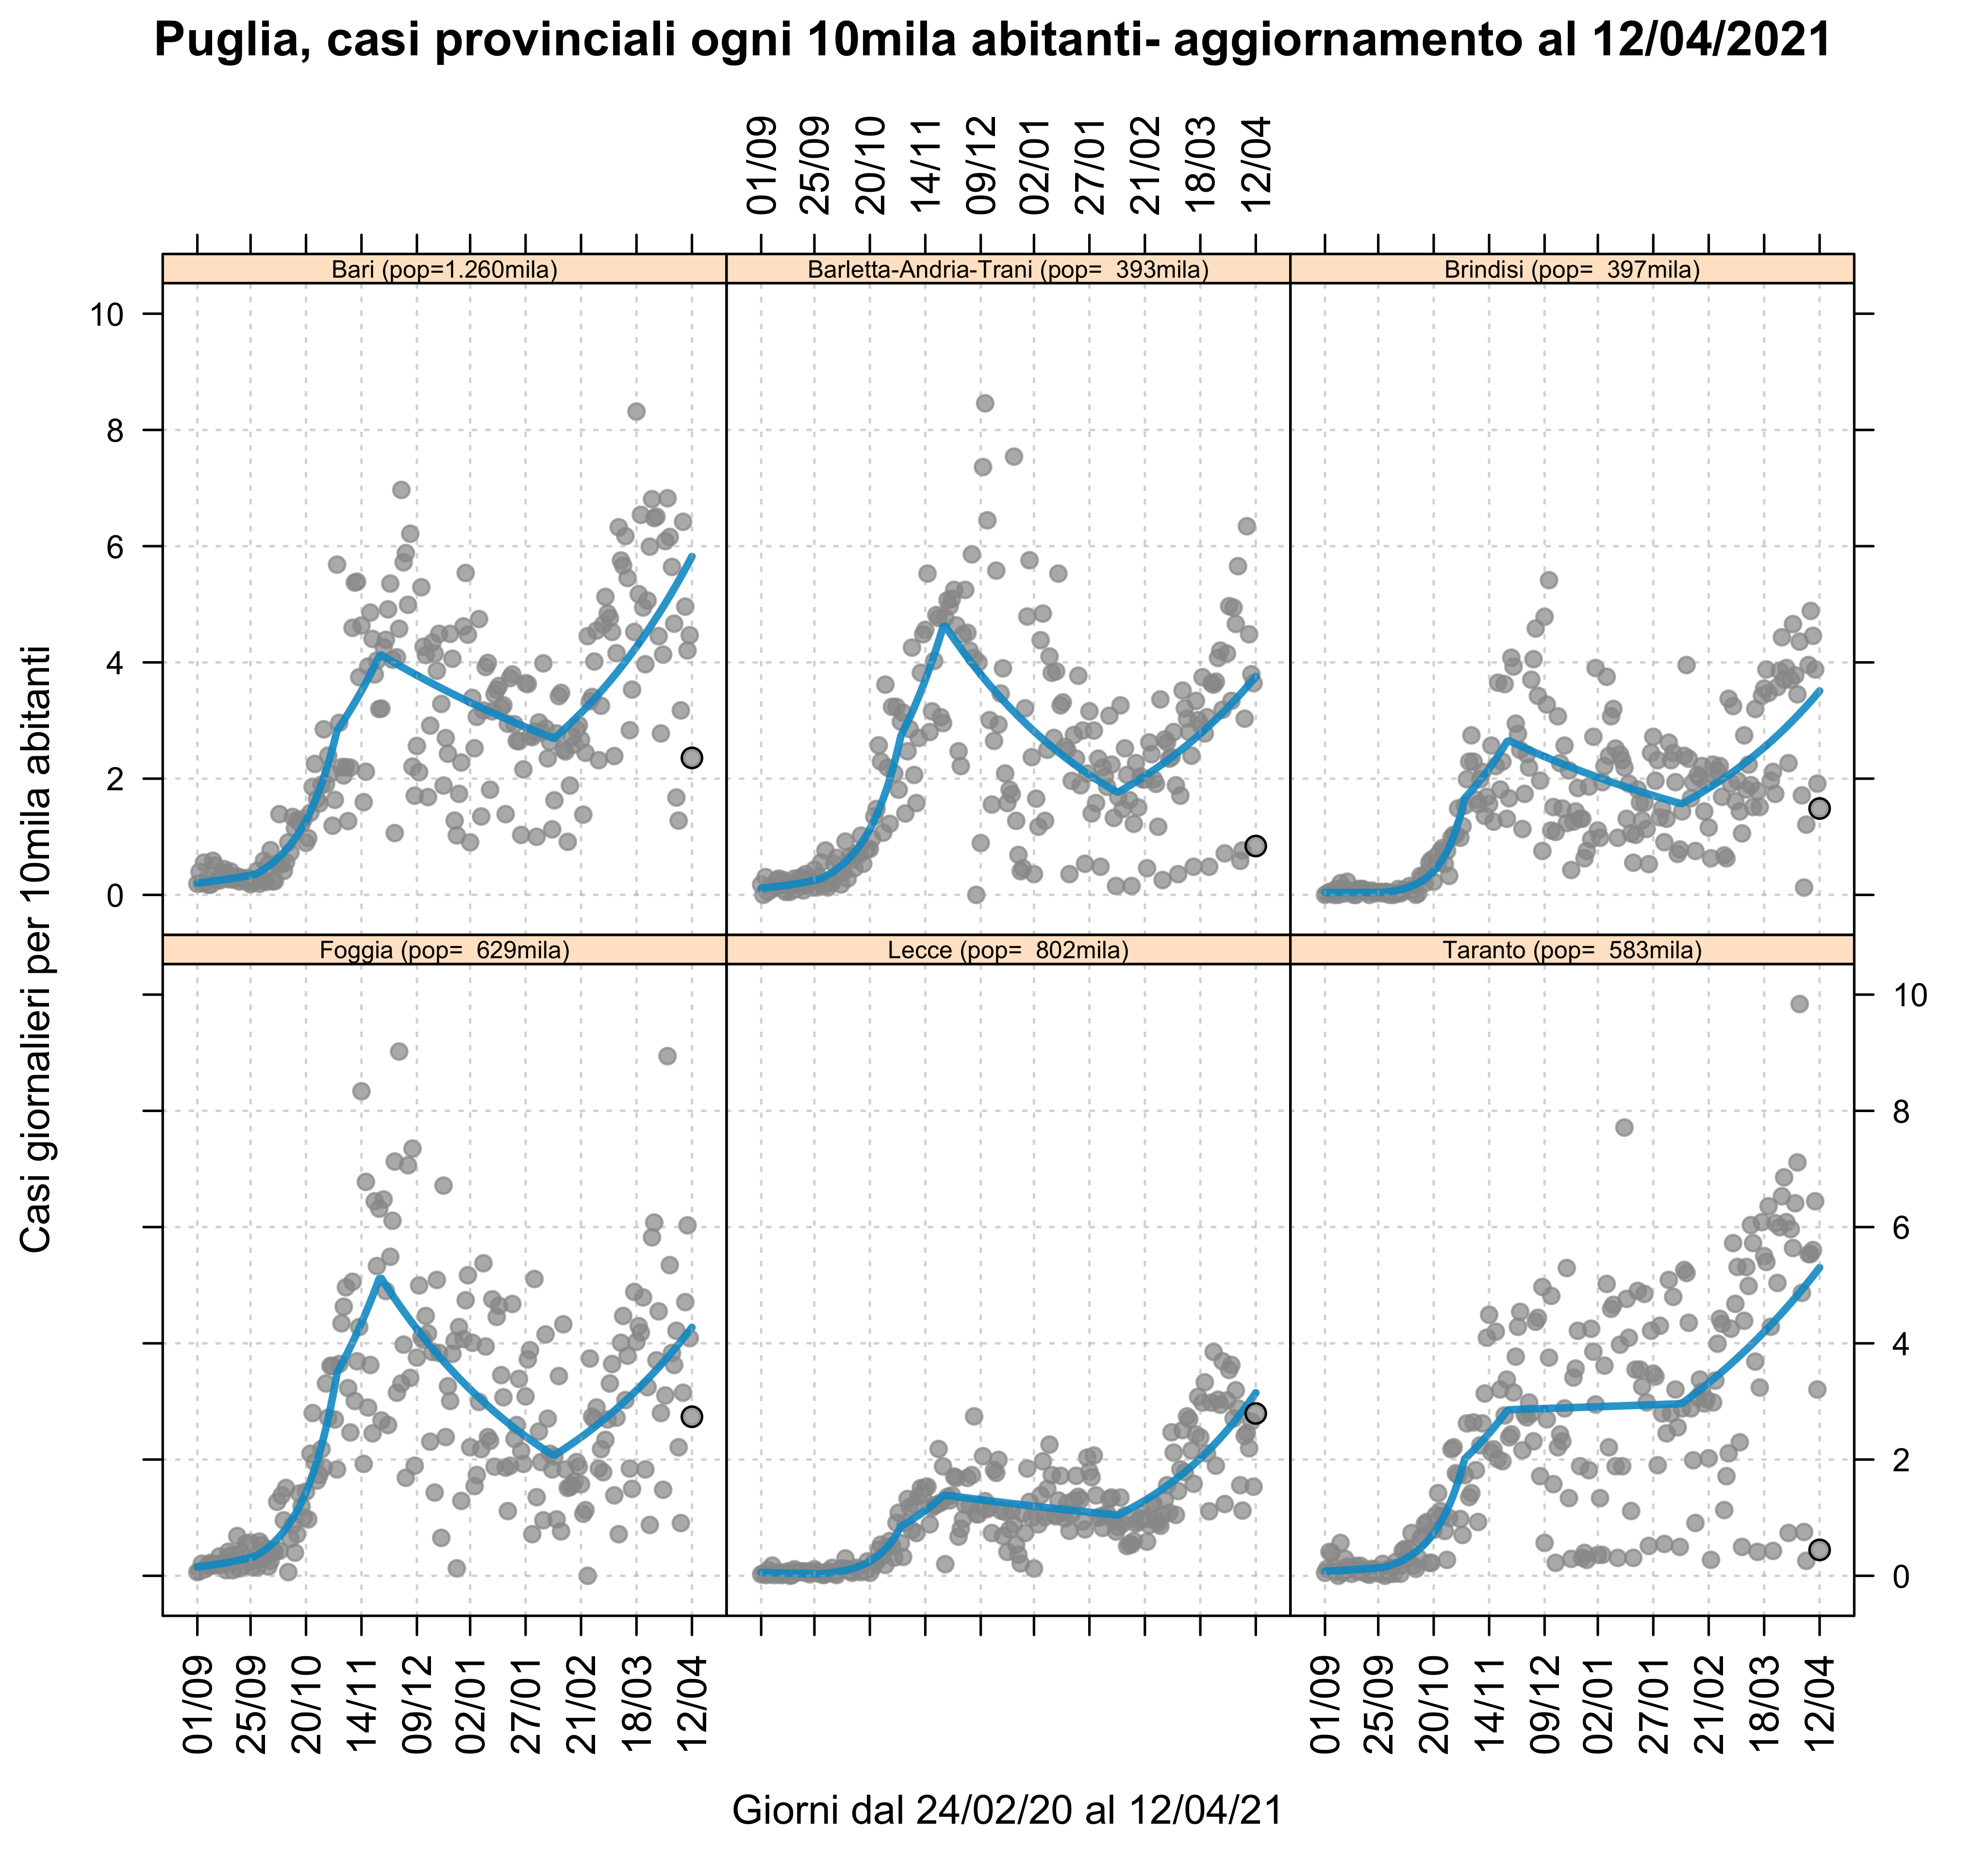 Puglia, casi provinciali ogni 10mila abitanti- aggiornamento al 12/04/2021
01/09 25/09 20/10 14/11 09/12 02/01 27/01 21/02 18/03 12/04
Bari (pop=1.260mila)
Barletta-Andria-Trani (pop=  393mila)
Brindisi (pop=  397mila)
10
8
6
4
2
0
Casi giornalieri per 10mila abitanti
Foggia (pop=  629mila)
Lecce (pop=  802mila)
Taranto (pop=  583mila)
10
8
6
4
2
0
01/09 25/09 20/10 14/11 09/12 02/01 27/01 21/02 18/03 12/04
01/09 25/09 20/10 14/11 09/12 02/01 27/01 21/02 18/03 12/04
Giorni dal 24/02/20 al 12/04/21